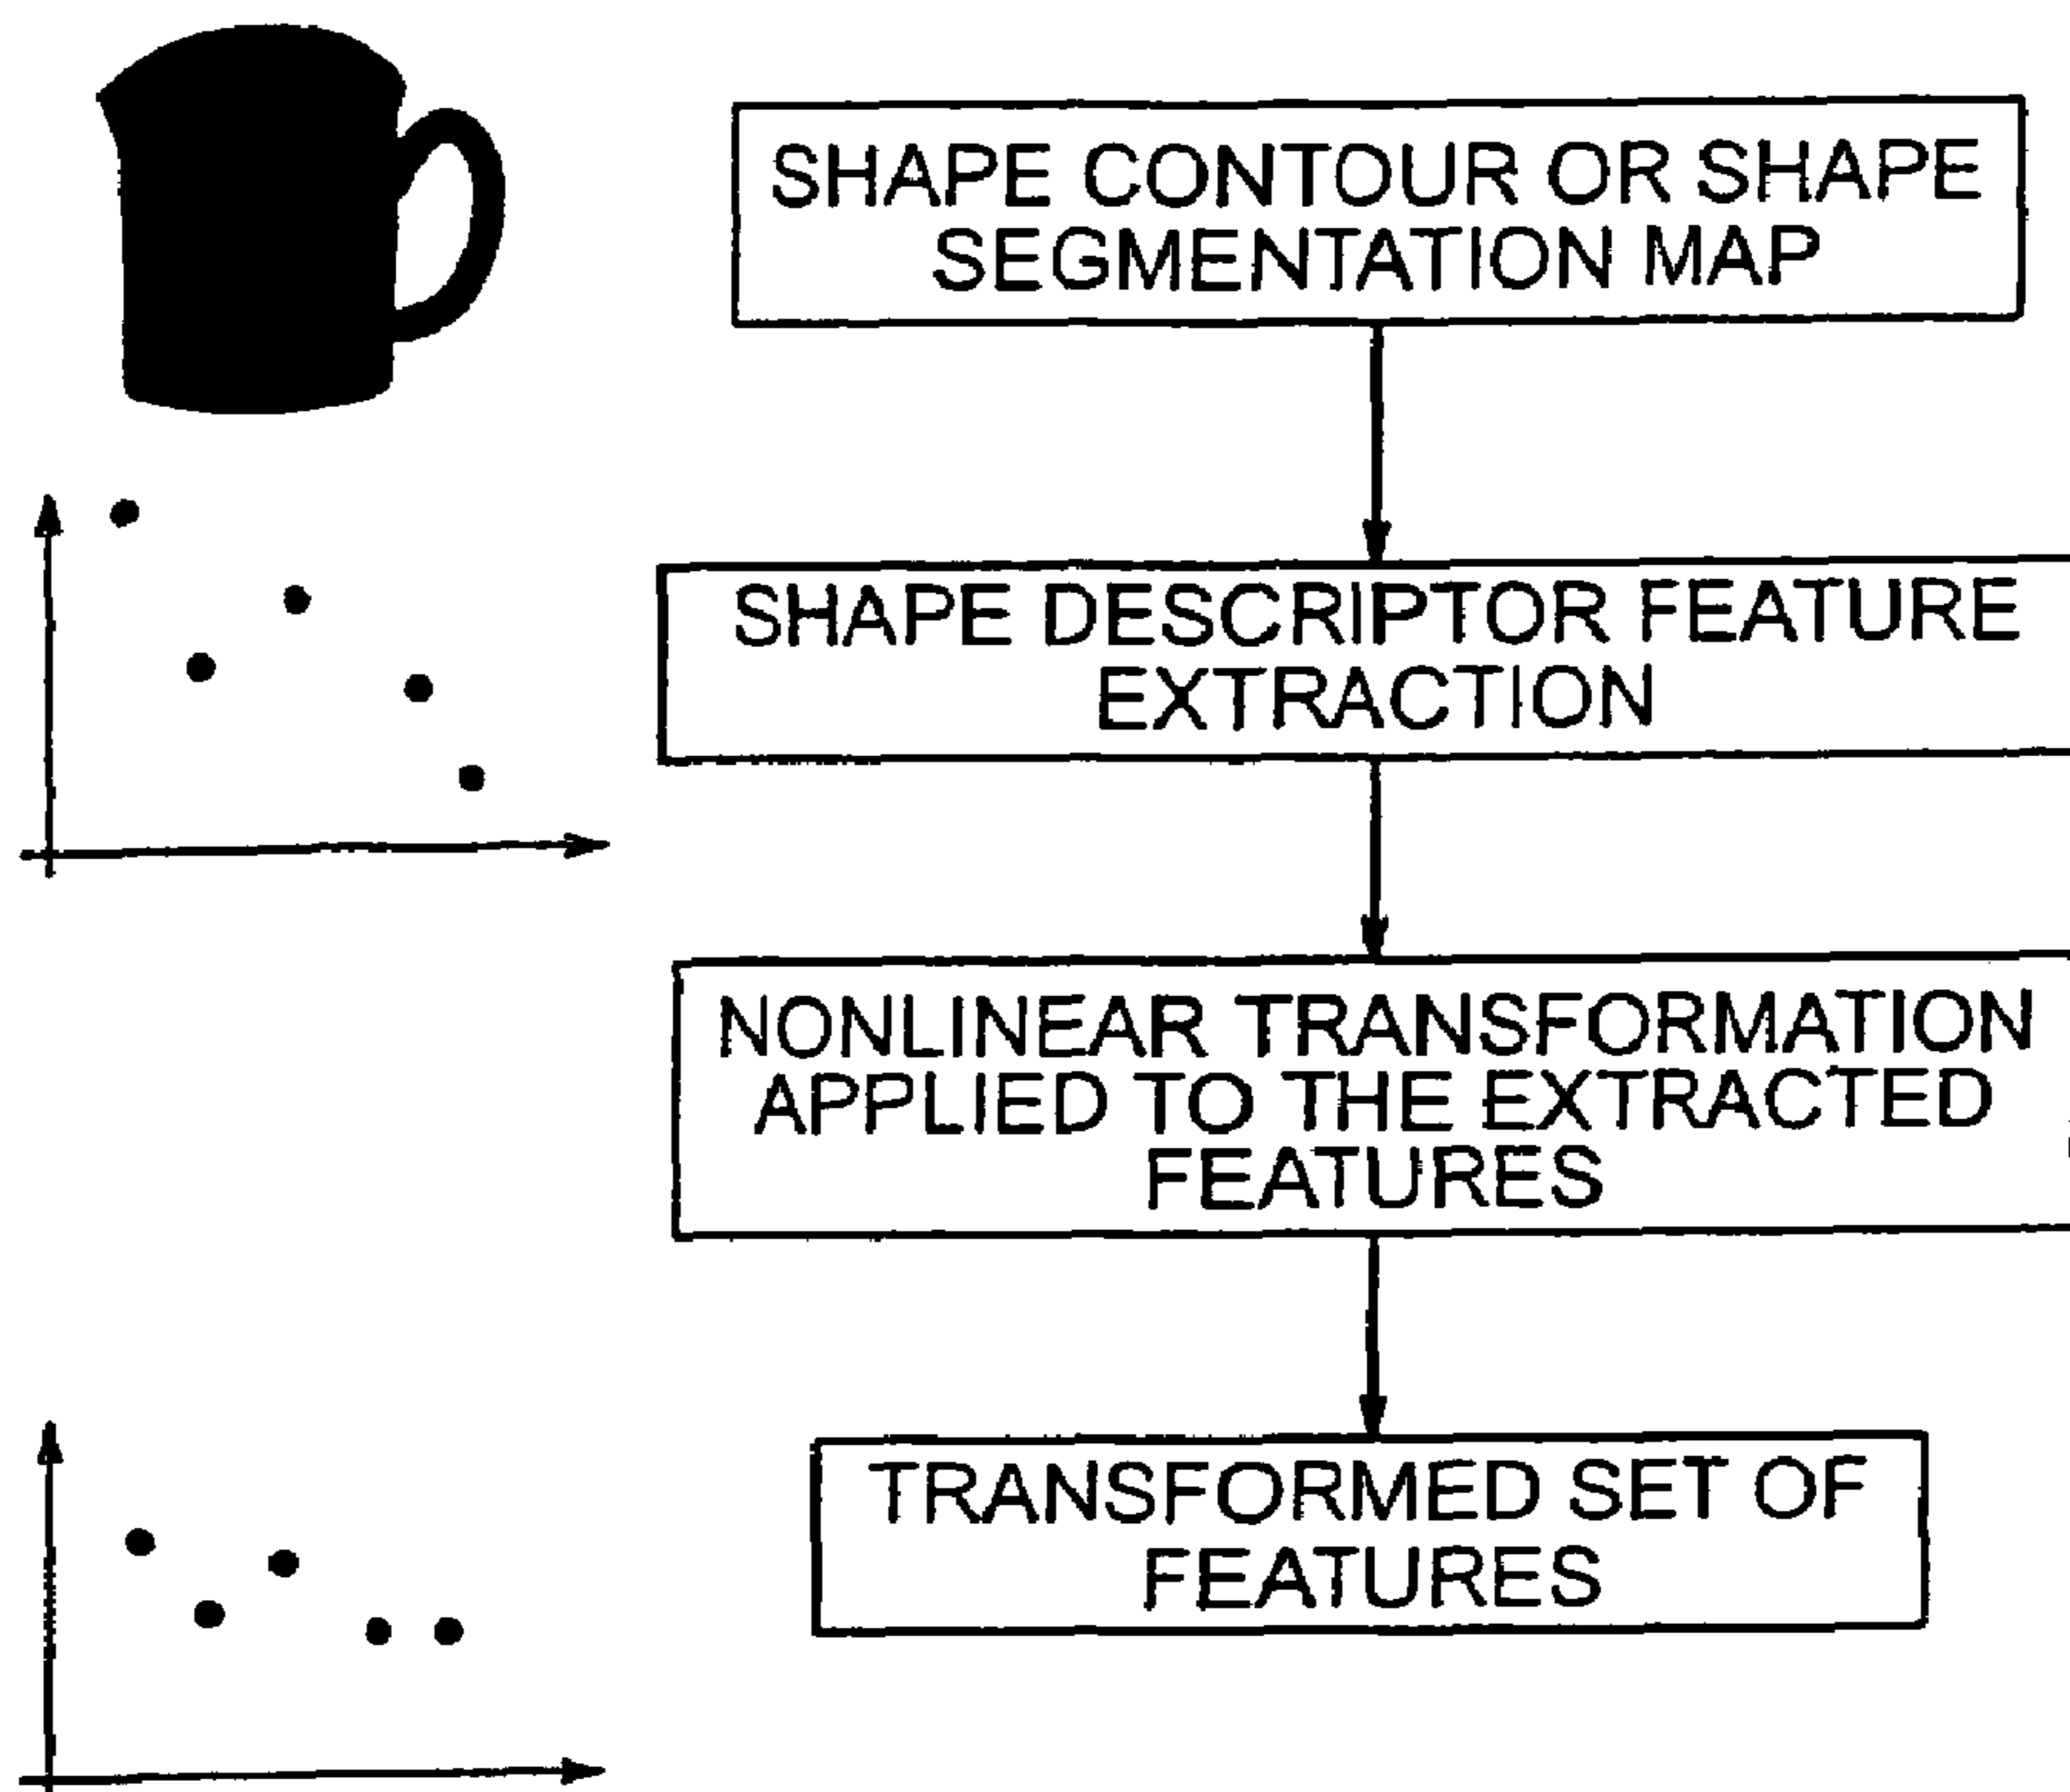 SHAPE CONTOUR OR SHAPE
SEGMENTATION MAP
SHAPE DESCRIPTOR FEATURE
EXTRACTION
NONLINEAR TRANSFORMATION
APPLIED TO THE EXTRACTED
FEATURES
TRANSFORMED SET OF
FEATURES